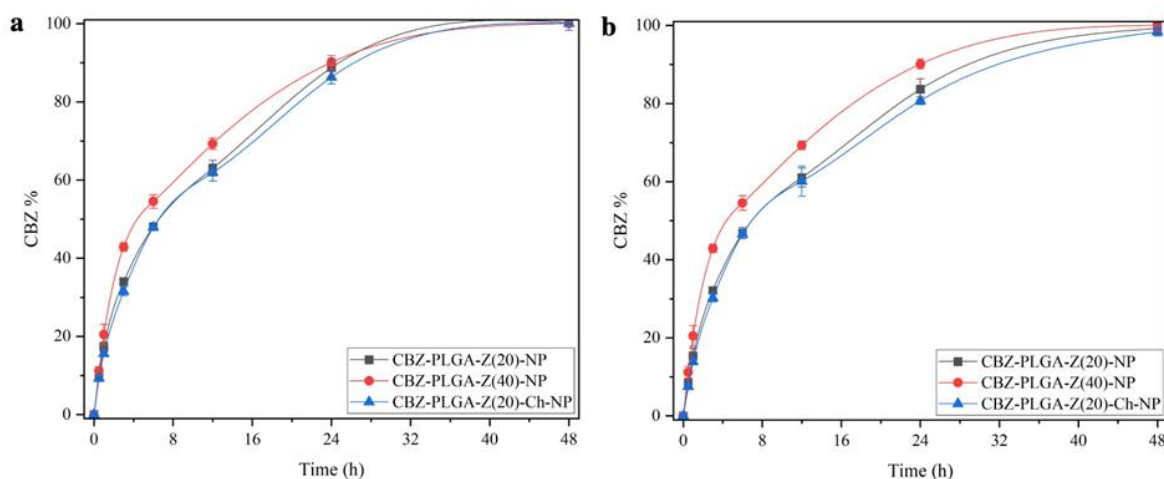 a
100
80
60
40
20
0
CBZ %
CBZ-PLGA-Z(20)-NP
CBZ-PLGA-Z(40)-NP
CBZ-PLGA-Z(20)-Ch-NP
0 8 16 24 32 40 48
Time (h)
b
100
80
60
40
20
0
CBZ %
CBZ-PLGA-Z(20)-NP
CBZ-PLGA-Z(40)-NP
CBZ-PLGA-Z(20)-Ch-NP
0 8 16 24 32 40 48
Time (h)